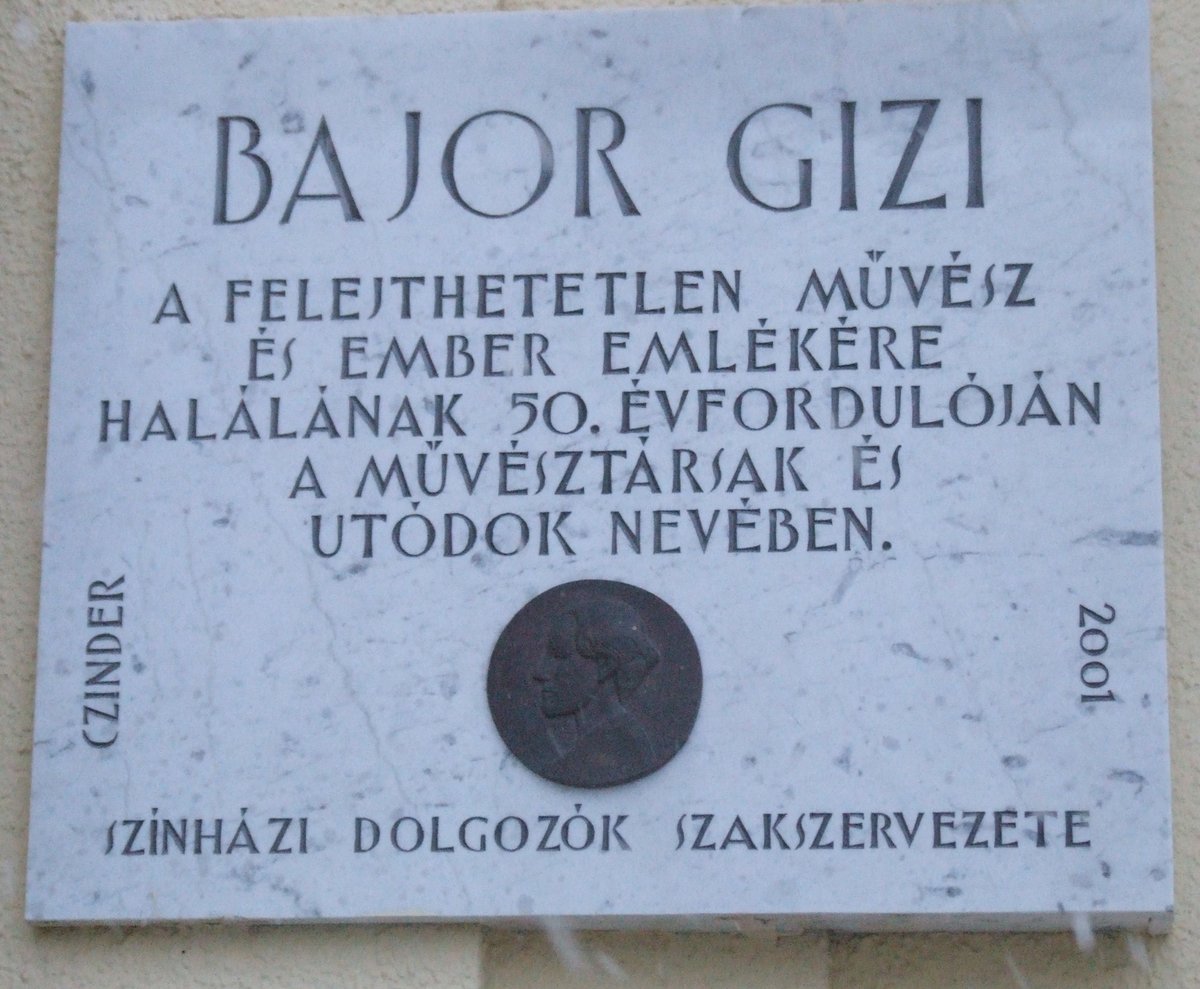 BAJOR GIZI
A FELEJTHETETLEN MŰVÉSZ
ÉS EMBER EMLÉKÉRE
HALÁLÁNAK 50. ÉVFORDULÓJÁN
A MŰVÉSZTÁRSAK ÉS
UTÓDOK NEVÉBEN.
CZINDER
2001
SZÍNHÁZI DOLGOZÓK SZAKSZERVEZETE